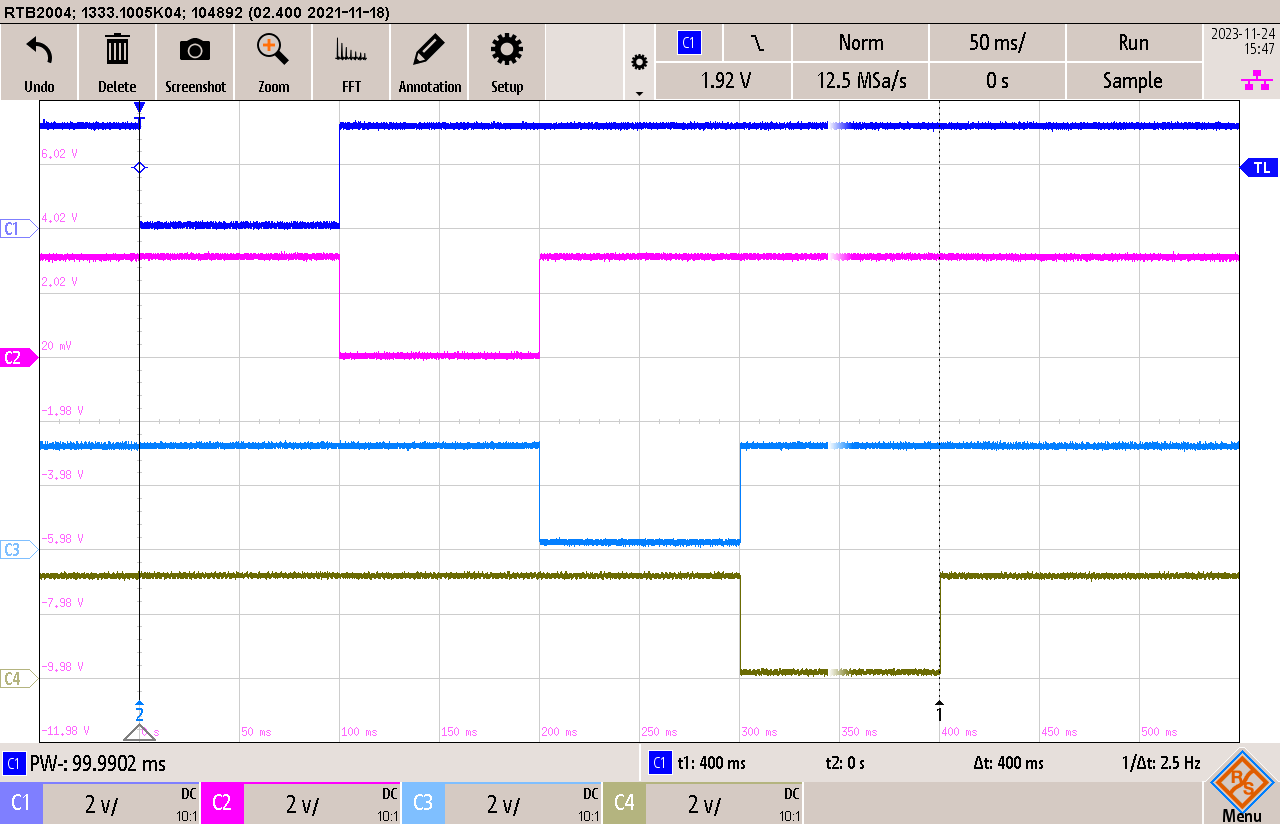 RTB2004; 1333.1005K04; 104892 (02.400 2021-11-18)
Undo
Delete
Screenshot
Zoom
FFT
Annotation
Setup
C1
Norm
50 ms/
Run
2023-11-24
15:47
1.92 V
12.5 MSa/s
0 s
Sample
T
6.02 V
TL
4.02 V
C1
2.02 V
20 mV
C2
-1.98 V
-3.98 V
-5.98 V
C3
-7.98 V
-9.98 V
C4
2
1
-11.98 V
0 s
50 ms
100 ms
150 ms
200 ms
250 ms
300 ms
350 ms
400 ms
450 ms
500 ms
C1 PW-: 99.9902 ms
C1 t1: 400 ms t2: 0 s Δt: 400 ms 1/Δt: 2.5 Hz
C1 2 V/ DC 10:1
C2 2 V/ DC 10:1
C3 2 V/ DC 10:1
C4 2 V/ DC 10:1
R S
Menu